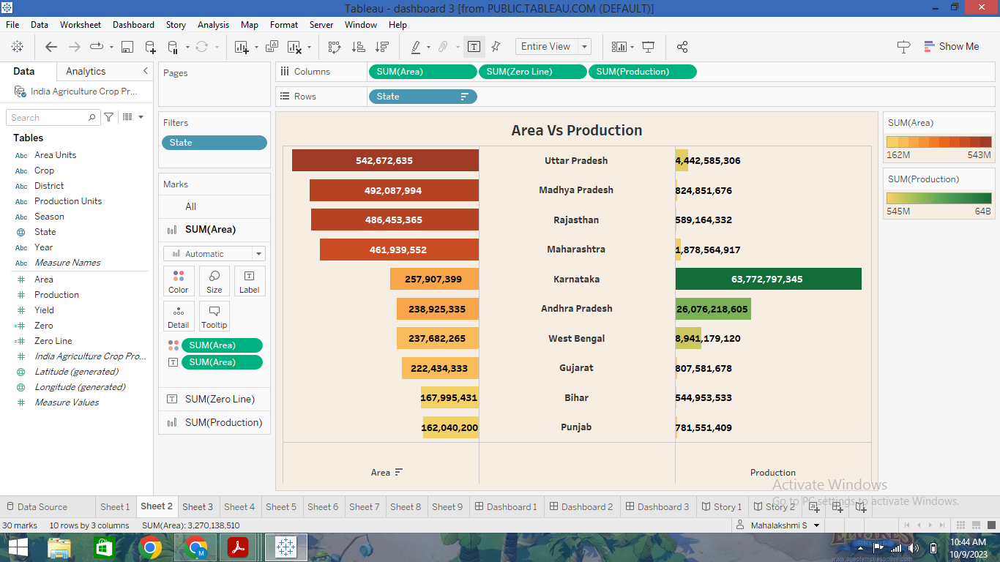 Tableau - dashboard 3 [from PUBLIC.TABLEAU.COM (DEFAULT)]
File Data Worksheet Dashboard Story Analysis Map Format Server Window Help
Entire View
Show Me
Data Analytics
India Agriculture Crop Pr...
Search
Tables
Abc Area Units
Abc Crop
Abc District
Abc Production Units
Abc Season
State
Abc Year
Abc Measure Names
Area
Production
Yield
Zero
Zero Line
India Agriculture Crop Pro...
Latitude (generated)
Longitude (generated)
Measure Values
Pages
Filters
State
Marks
All
SUM(Area)
Automatic
Color Size Label
Detail Tooltip
SUM(Area)
SUM(Area)
SUM(Zero Line)
SUM(Production)
Columns SUM(Area) SUM(Zero Line) SUM(Production)
Rows State
Area Vs Production
542,672,635 Uttar Pradesh 4,442,585,306
492,087,994 Madhya Pradesh 824,851,676
486,453,365 Rajasthan 589,164,332
461,939,552 Maharashtra 1,878,564,917
257,907,399 Karnataka 63,772,797,345
238,925,335 Andhra Pradesh 26,076,218,605
237,682,265 West Bengal 8,941,179,120
222,434,333 Gujarat 807,581,678
167,995,431 Bihar 544,953,533
162,040,200 Punjab 781,551,409
Area Production
SUM(Area)
162M 543M
SUM(Production)
545M 64B
Activate Windows
Go to PC settings to activate Windows.
Data Source Sheet 1 Sheet 2 Sheet 3 Sheet 4 Sheet 5 Sheet 6 Sheet 7 Sheet 8 Sheet 9 Dashboard 1 Dashboard 2 Dashboard 3 Story 1 Story 2
30 marks 10 rows by 3 columns SUM(Area): 3,270,138,510 Mahalakshmi S
M
10:44 AM
10/9/2023
www.ageofempiresonline.com